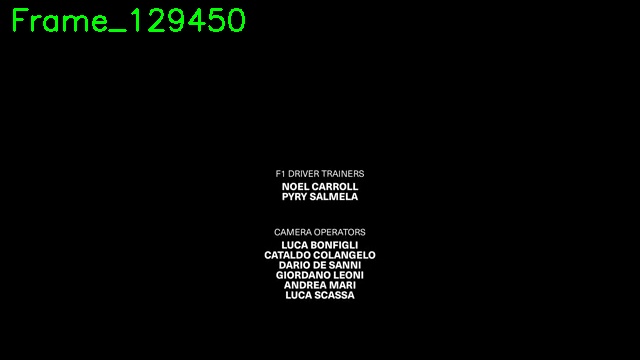 Frame_129450
F1 DRIVER TRAINERS
NOEL CARROLL
PYRY SALMELA
CAMERA OPERATORS
LUCA BONFIGLI
CATALDO COLANGELO
DARIO DE SANNI
GIORDANO LEONI
ANDREA MARI
LUCA SCASSA